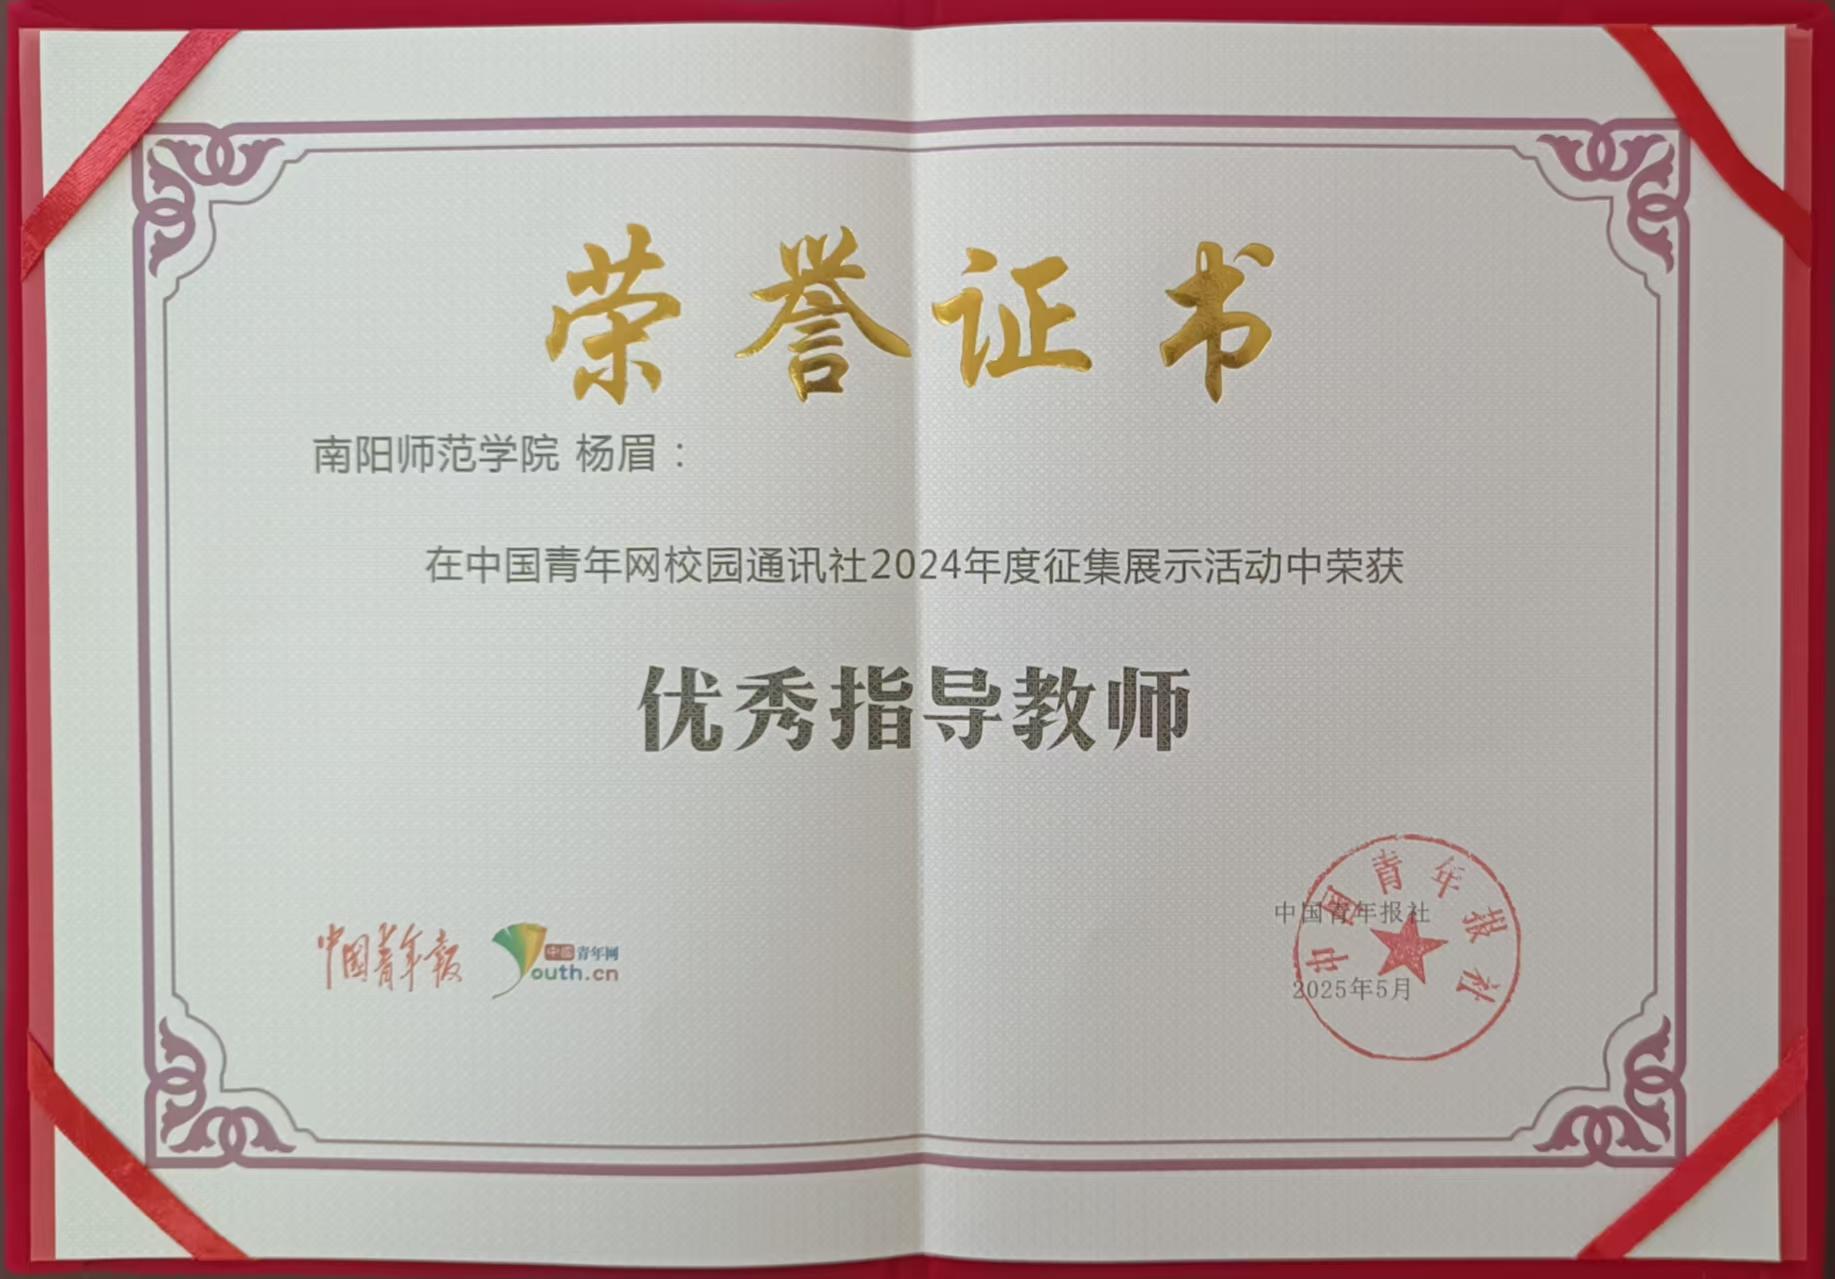 荣誉证书
南阳师范学院 杨眉：
在中国青年网校园通讯社2024年度征集展示活动中荣获
优秀指导教师
中国青年报
中国青年网
Youth.cn
中国青年报社
2025年5月
中国青年报社